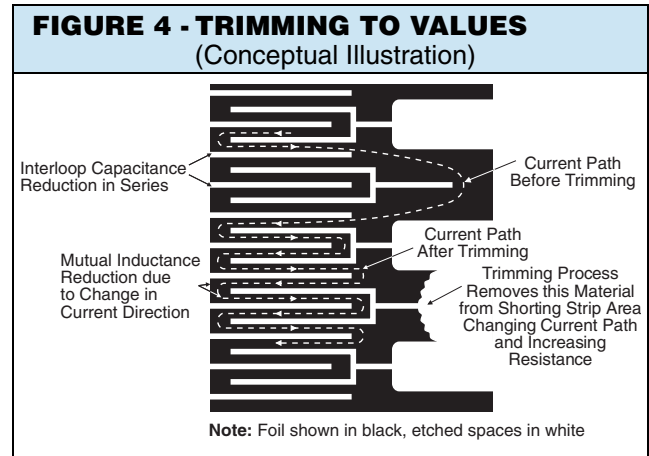 FIGURE 4 - TRIMMING TO VALUES
(Conceptual Illustration)
Interloop Capacitance
Reduction in Series
Current Path
Before Trimming
Mutual Inductance
Reduction due
to Change in
Current Direction
Current Path
After Trimming
Trimming Process
Removes this Material
from Shorting Strip Area
Changing Current Path
and Increasing
Resistance
Note: Foil shown in black, etched spaces in white